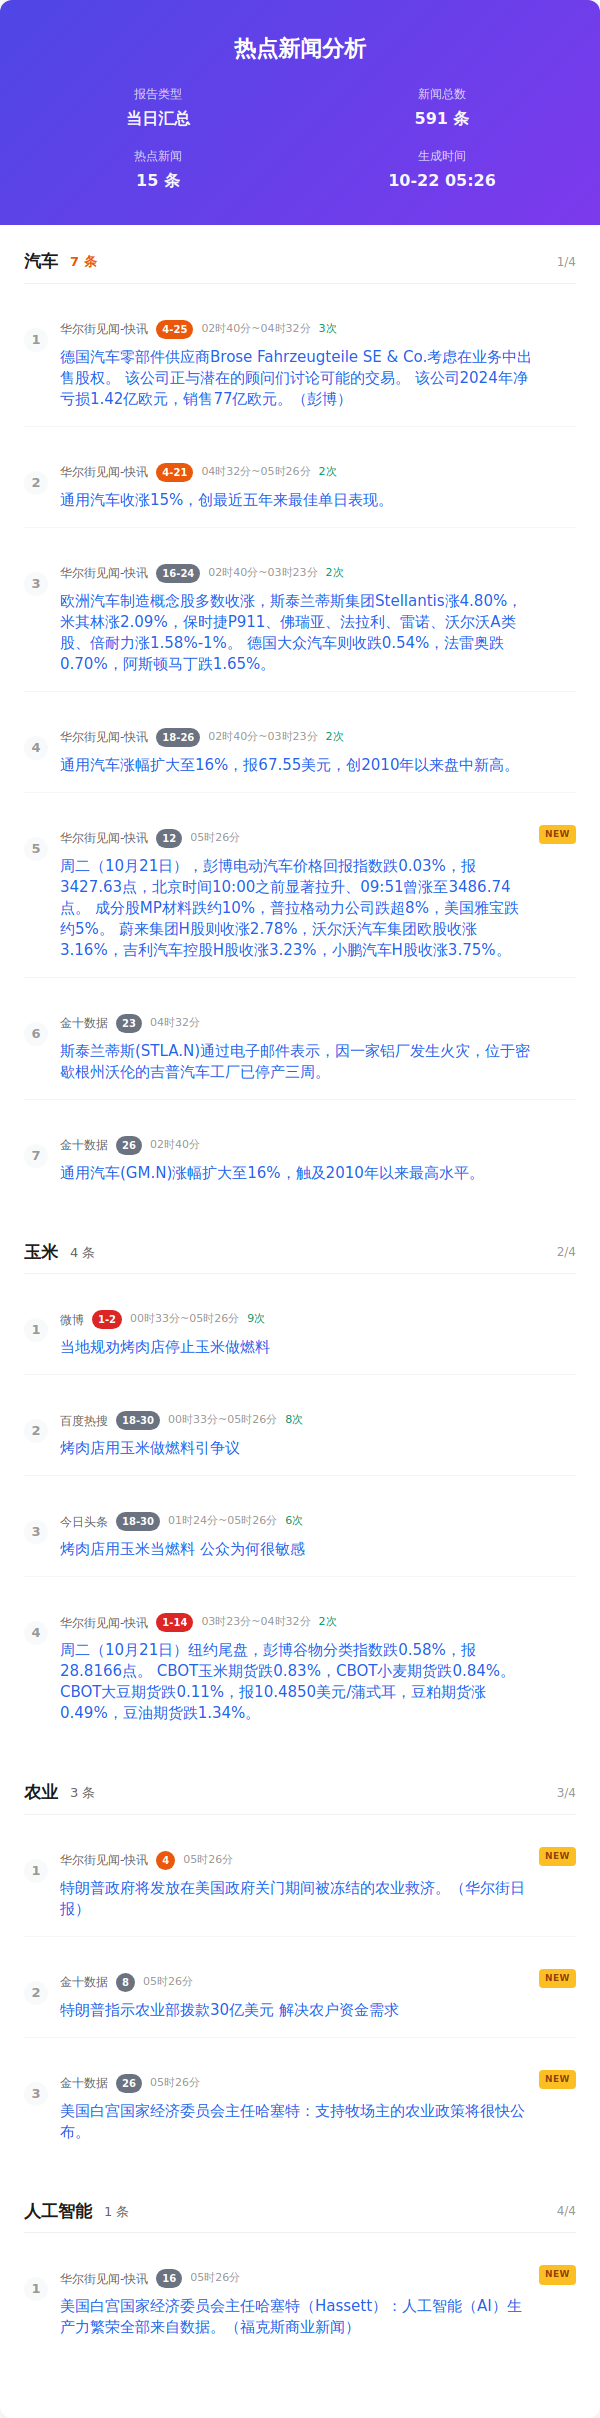 热点新闻分析
报告类型
当日汇总
新闻总数
591 条
热点新闻
15 条
生成时间
10-22 05:26
汽车 7 条 1/4
1
华尔街见闻-快讯 4-25 02时40分~04时32分 3次
德国汽车零部件供应商Brose Fahrzeugteile SE & Co.考虑在业务中出
售股权。 该公司正与潜在的顾问们讨论可能的交易。 该公司2024年净
亏损1.42亿欧元，销售77亿欧元。（彭博）
2
华尔街见闻-快讯 4-21 04时32分~05时26分 2次
通用汽车收涨15%，创最近五年来最佳单日表现。
3
华尔街见闻-快讯 16-24 02时40分~03时23分 2次
欧洲汽车制造概念股多数收涨，斯泰兰蒂斯集团Stellantis涨4.80%，
米其林涨2.09%，保时捷P911、佛瑞亚、法拉利、雷诺、沃尔沃A类
股、倍耐力涨1.58%-1%。 德国大众汽车则收跌0.54%，法雷奥跌
0.70%，阿斯顿马丁跌1.65%。
4
华尔街见闻-快讯 18-26 02时40分~03时23分 2次
通用汽车涨幅扩大至16%，报67.55美元，创2010年以来盘中新高。
5
华尔街见闻-快讯 12 05时26分 NEW
周二（10月21日），彭博电动汽车价格回报指数跌0.03%，报
3427.63点，北京时间10:00之前显著拉升、09:51曾涨至3486.74
点。 成分股MP材料跌约10%，普拉格动力公司跌超8%，美国雅宝跌
约5%。 蔚来集团H股则收涨2.78%，沃尔沃汽车集团欧股收涨
3.16%，吉利汽车控股H股收涨3.23%，小鹏汽车H股收涨3.75%。
6
金十数据 23 04时32分
斯泰兰蒂斯(STLA.N)通过电子邮件表示，因一家铝厂发生火灾，位于密
歇根州沃伦的吉普汽车工厂已停产三周。
7
金十数据 26 02时40分
通用汽车(GM.N)涨幅扩大至16%，触及2010年以来最高水平。
玉米 4 条 2/4
1
微博 1-2 00时33分~05时26分 9次
当地规劝烤肉店停止玉米做燃料
2
百度热搜 18-30 00时33分~05时26分 8次
烤肉店用玉米做燃料引争议
3
今日头条 18-30 01时24分~05时26分 6次
烤肉店用玉米当燃料 公众为何很敏感
4
华尔街见闻-快讯 1-14 03时23分~04时32分 2次
周二（10月21日）纽约尾盘，彭博谷物分类指数跌0.58%，报
28.8166点。 CBOT玉米期货跌0.83%，CBOT小麦期货跌0.84%。
CBOT大豆期货跌0.11%，报10.4850美元/蒲式耳，豆粕期货涨
0.49%，豆油期货跌1.34%。
农业 3 条 3/4
1
华尔街见闻-快讯 4 05时26分 NEW
特朗普政府将发放在美国政府关门期间被冻结的农业救济。（华尔街日
报）
2
金十数据 8 05时26分 NEW
特朗普指示农业部拨款30亿美元 解决农户资金需求
3
金十数据 26 05时26分 NEW
美国白宫国家经济委员会主任哈塞特：支持牧场主的农业政策将很快公
布。
人工智能 1 条 4/4
1
华尔街见闻-快讯 16 05时26分 NEW
美国白宫国家经济委员会主任哈塞特（Hassett）：人工智能（AI）生
产力繁荣全部来自数据。（福克斯商业新闻）